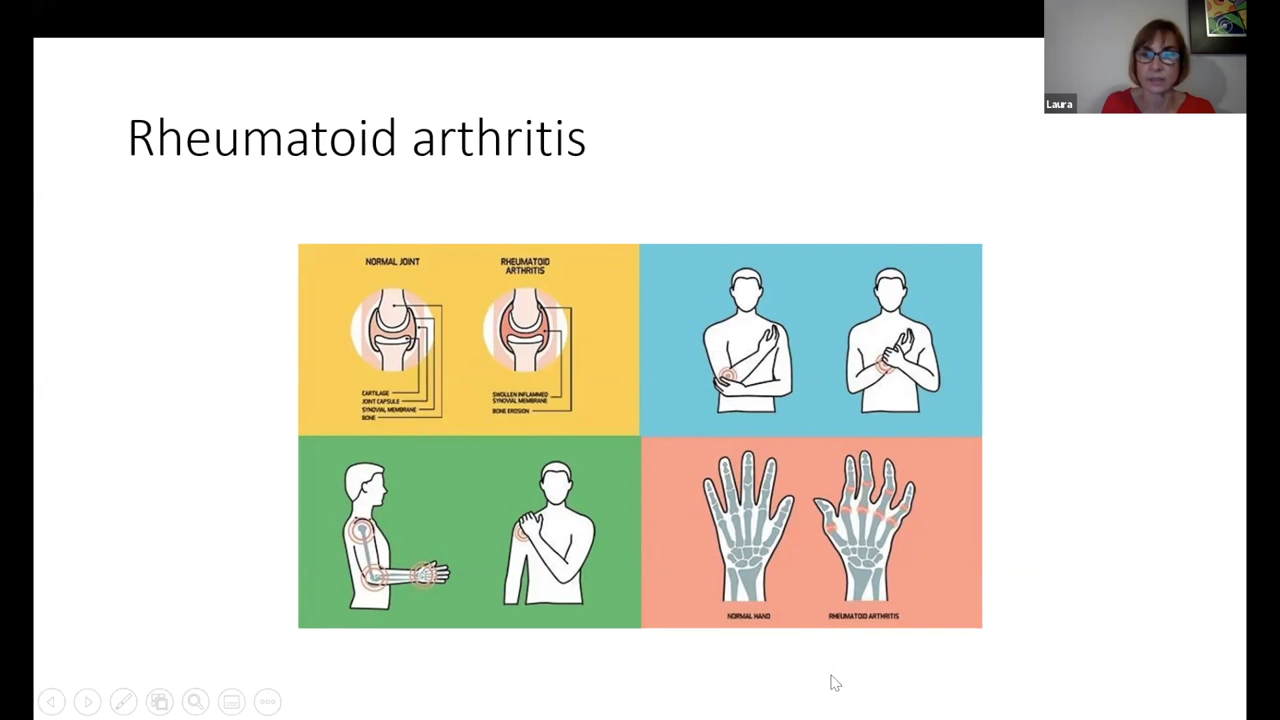 Laura
Rheumatoid arthritis
NORMAL JOINT
RHEUMATOID
ARTHRITIS
CARTILAGE
JOINT CAPSULE
SYNOVIAL MEMBRANE
BONE
SWOLLEN INFLAMMED
SYNOVIAL MEMBRANE
BONE EROSION
NORMAL HAND
RHEUMATOID ARTHRITIS